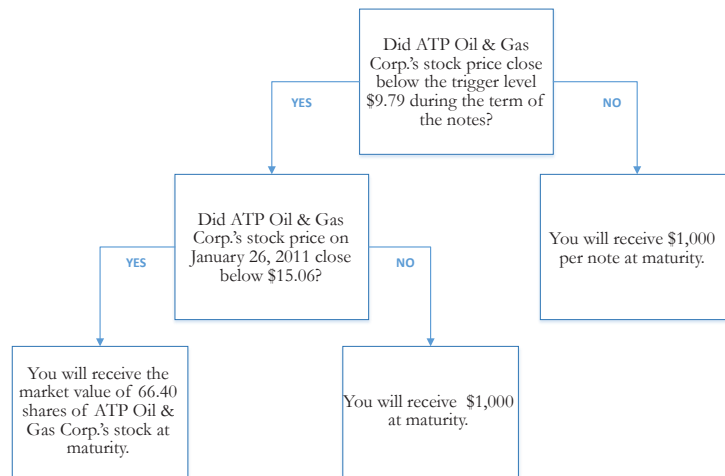 Did ATP Oil & Gas
Corp.'s stock price close
below the trigger level
$9.79 during the term of
the notes?
YES
NO
Did ATP Oil & Gas
Corp.'s stock price on
January 26, 2011 close
below $15.06?
You will receive $1,000
per note at maturity.
YES
NO
You will receive the
market value of 66.40
shares of ATP Oil &
Gas Corp.'s stock at
maturity.
You will receive $1,000
at maturity.